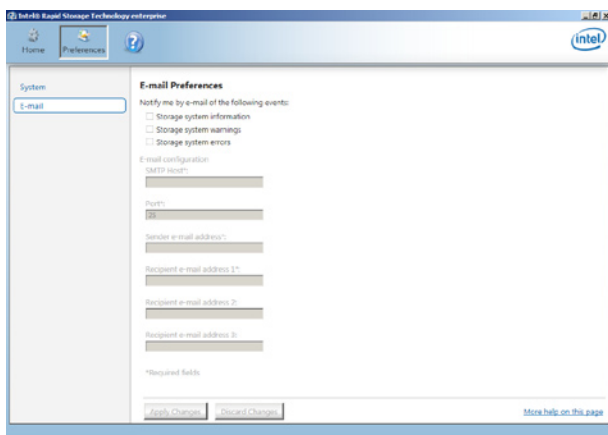 Intel® Rapid Storage Technology enterprise
Home
Preferences
?
intel
System
E-mail
E-mail Preferences
Notify me by e-mail of the following events:
Storage system information
Storage system warnings
Storage system errors
E-mail configuration
SMTP Host*:
Port*:
25
Sender e-mail address*:
Recipient e-mail address 1*:
Recipient e-mail address 2:
Recipient e-mail address 3:
*Required fields
Apply Changes
Discard Changes
More help on this page